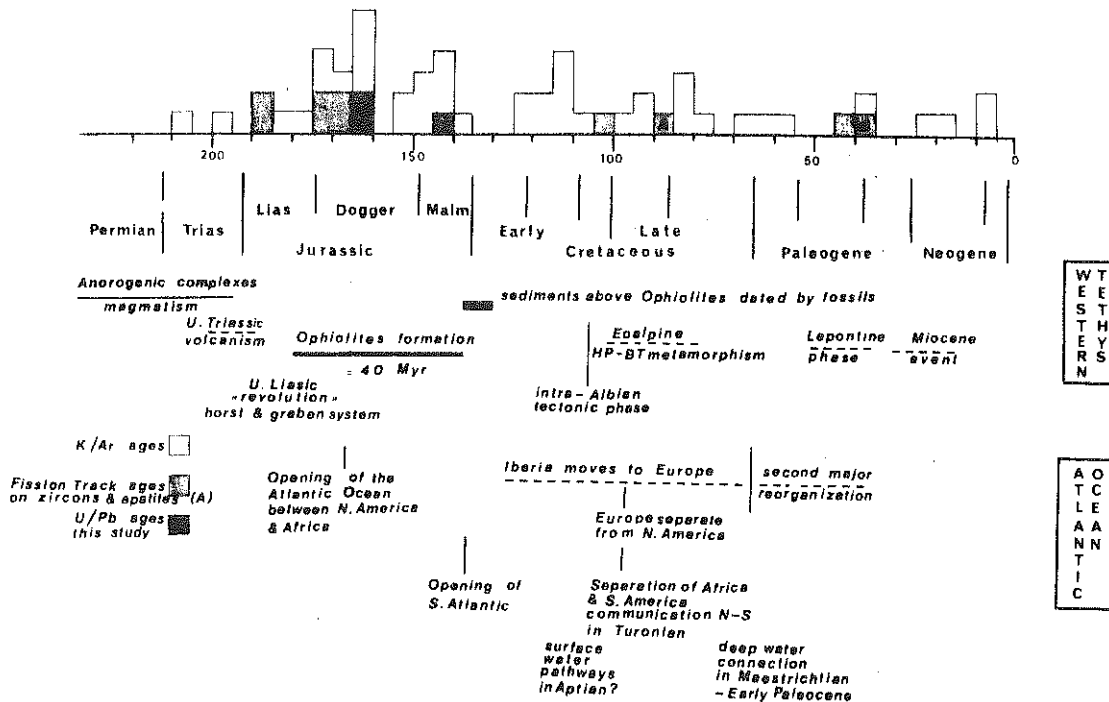 200
150
100
50
0
Lias
Dogger
Malm
Early
Late
Permian
Trias
Jurassic
Cretaceous
Paleogene
Neogene
Anorogenic complexes
magmatism
U. Triassic
volcanism
Ophiolites formation
= 40 Myr
U. Liasic
«revolution»
horst & graben system
sediments above Ophiolites dated by fossils
Eoalpine
HP-BT metamorphism
intra-Albian
tectonic phase
Lepontine
phase
Miocene
event
WESTERN
TETHYS
K/Ar ages
Fission Track ages
on zircons & apatites (A)
U/Pb ages
this study
Opening of the
Atlantic Ocean
between N. America
& Africa
Iberia moves to Europe
second major
reorganization
Europe separate
from N. America
Opening of
S. Atlantic
Separation of Africa
& S. America
communication N-S
in Turonian
surface
water
pathways
in Aptian?
deep water
connection
in Maestrichtian
-Early Paleocene
ATLANTIC
OCEAN